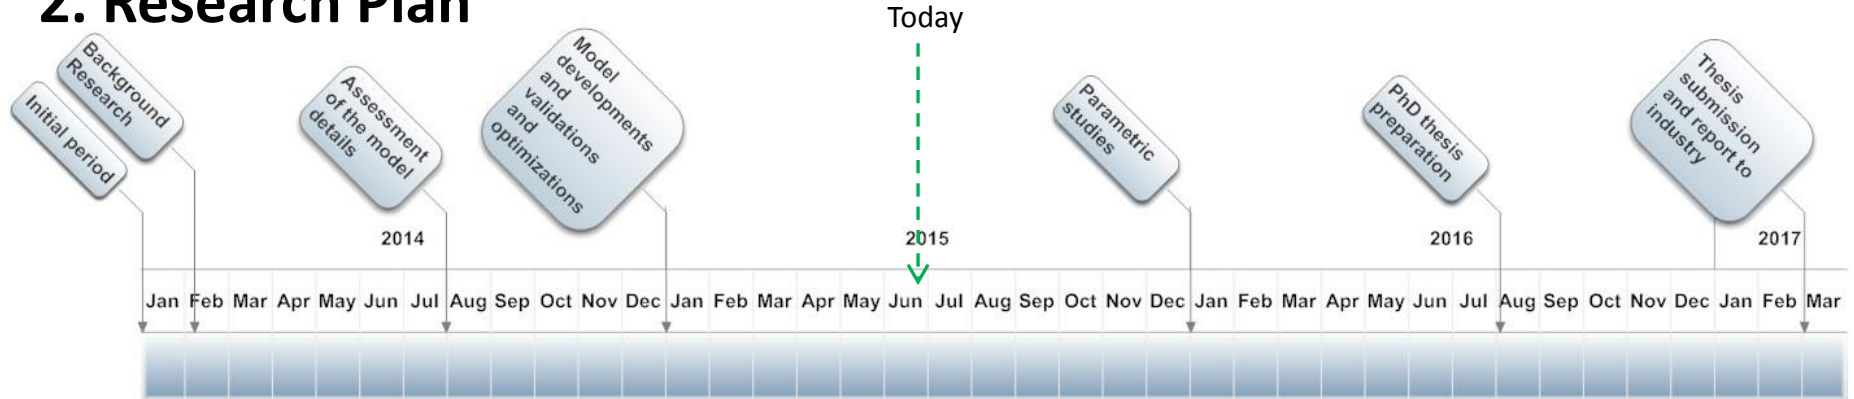 2. Research Plan
Today
Initial period
Background
Research
Assessment
of the model
details
Model
developments
and
validations
and
optimizations
Parametric
studies
PhD thesis
preparation
Thesis
submission
and report to
industry
2014
2015
2016
2017
Jan Feb Mar Apr May Jun Jul Aug Sep Oct Nov Dec Jan Feb Mar Apr May Jun Jul Aug Sep Oct Nov Dec Jan Feb Mar Apr May Jun Jul Aug Sep Oct Nov Dec Jan Feb Mar